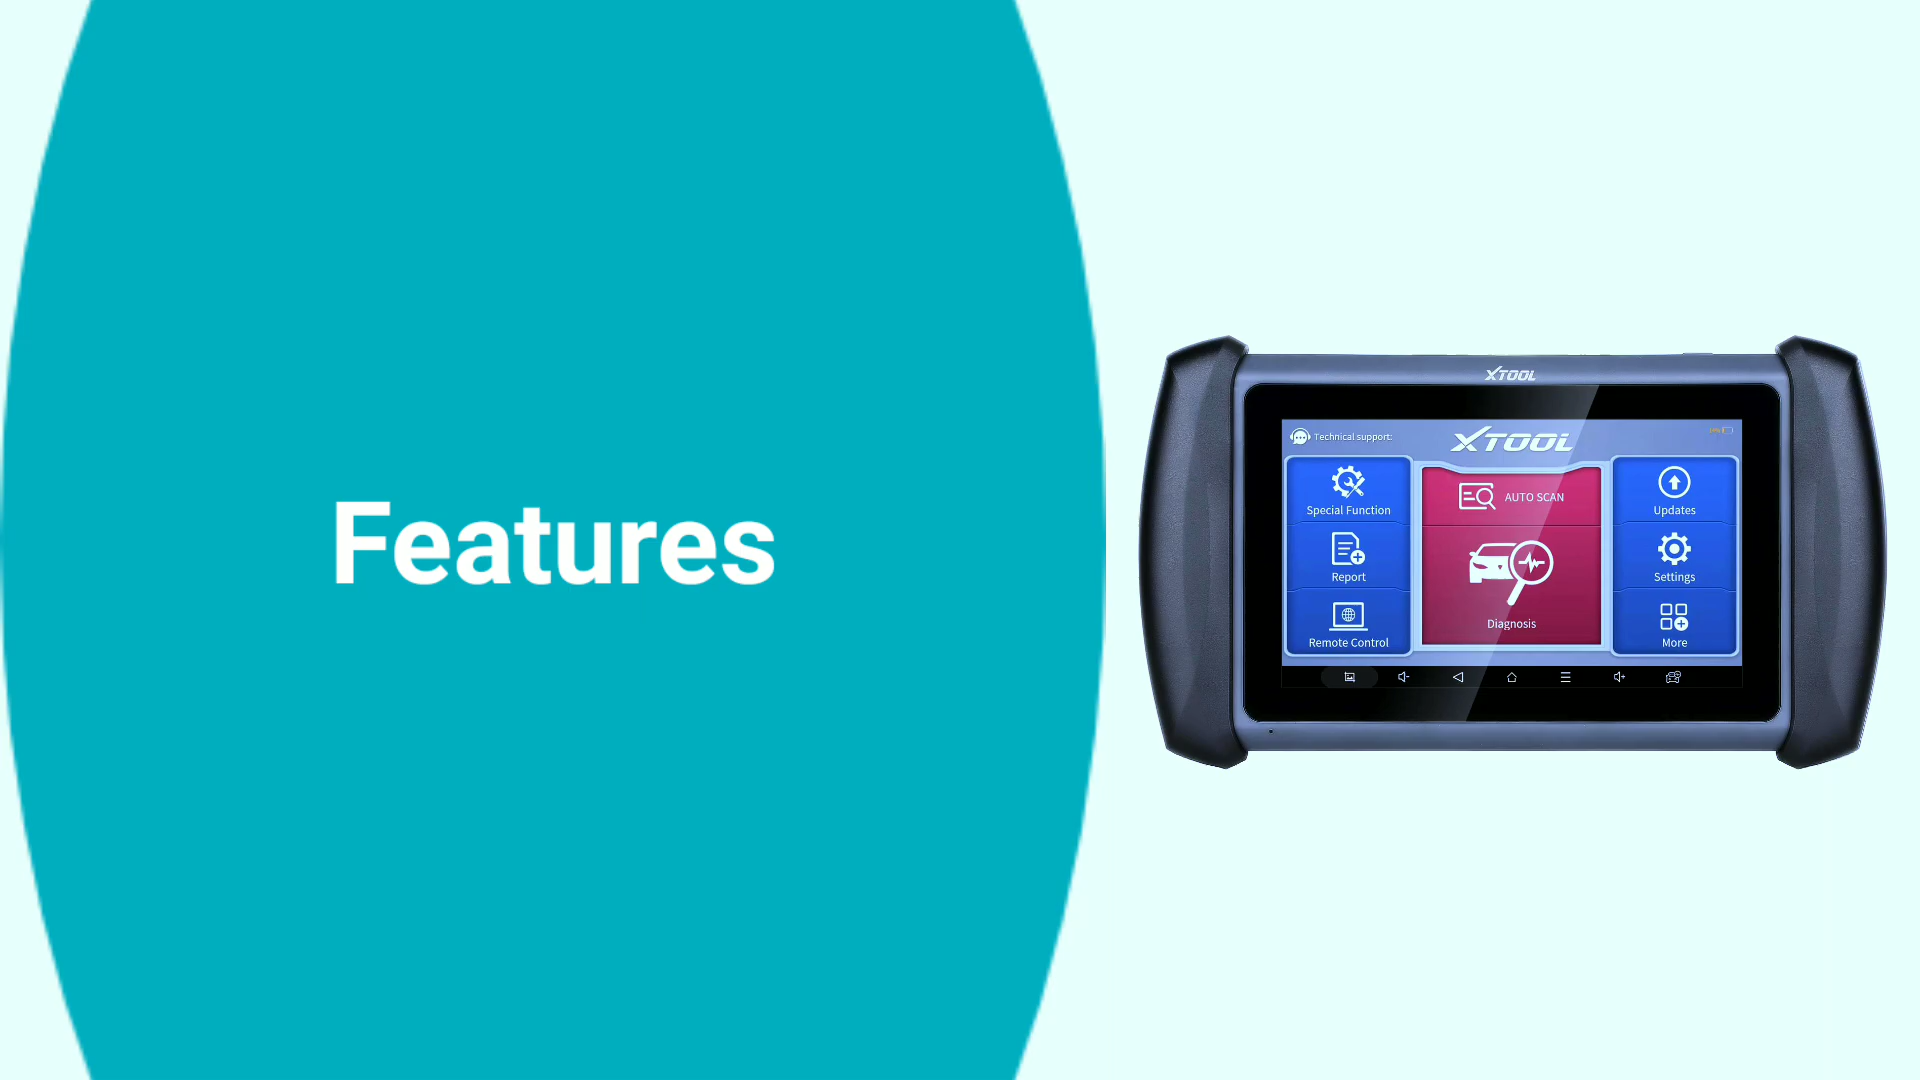 Features
XTOOL
Technical support:
XTOOL
Special Function
AUTO SCAN
Updates
Report
Diagnosis
Settings
Remote Control
More